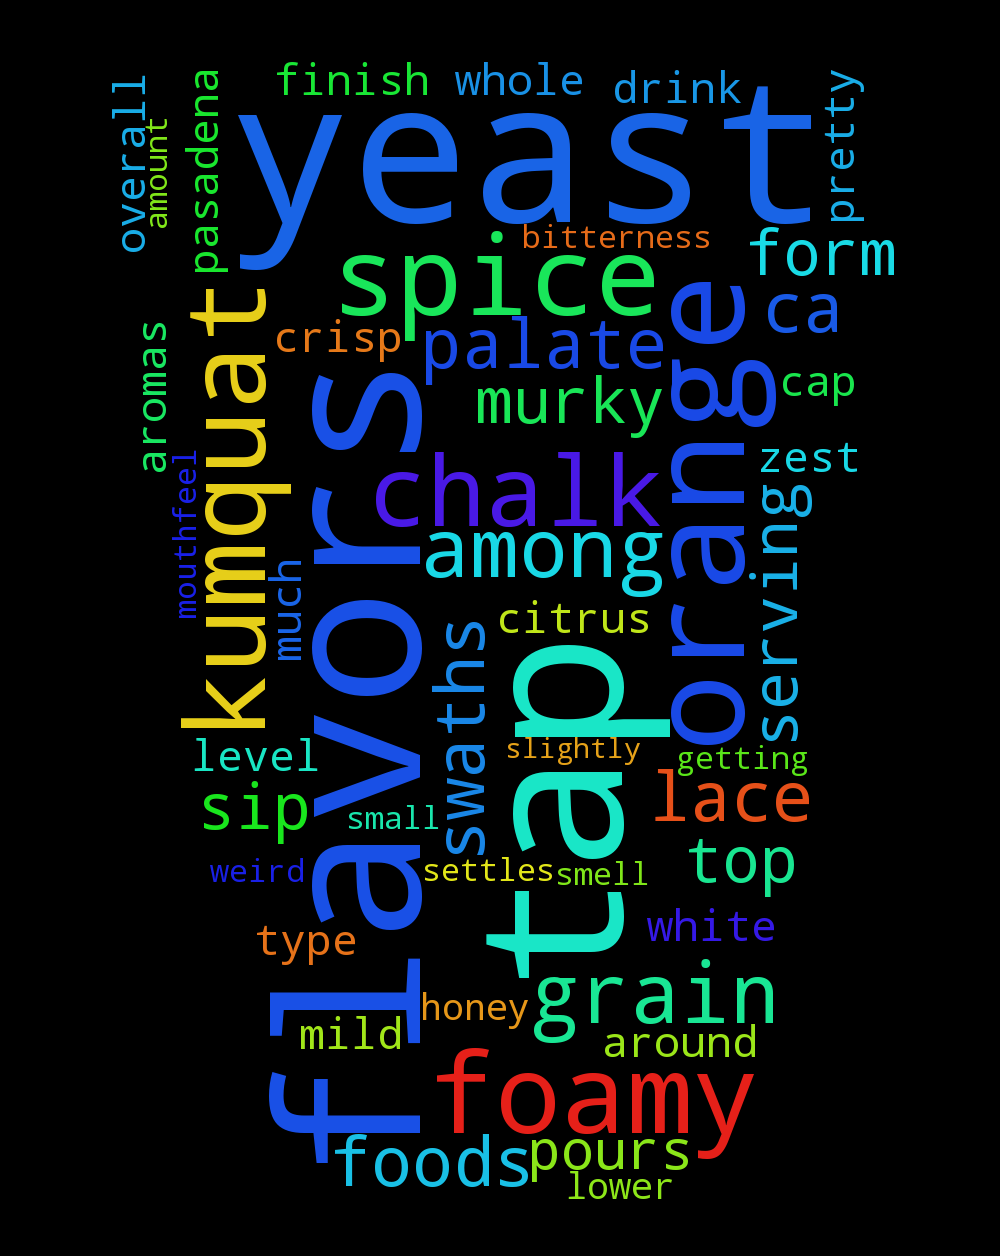 finish whole drink
overall
amount
pasadena
yeast
pretty
bitterness
spice
form
ca
crisp
palate
orange
cap
murky
aromas
kumquat
flavors
chalk
zest
mouthfeel
among
serving
much
citrus
swaths
tap
level
slightly
getting
sip
small
lace
weird
settles
smell
top
type
white
honey
grain
mild
around
foamy
foods
pours
lower